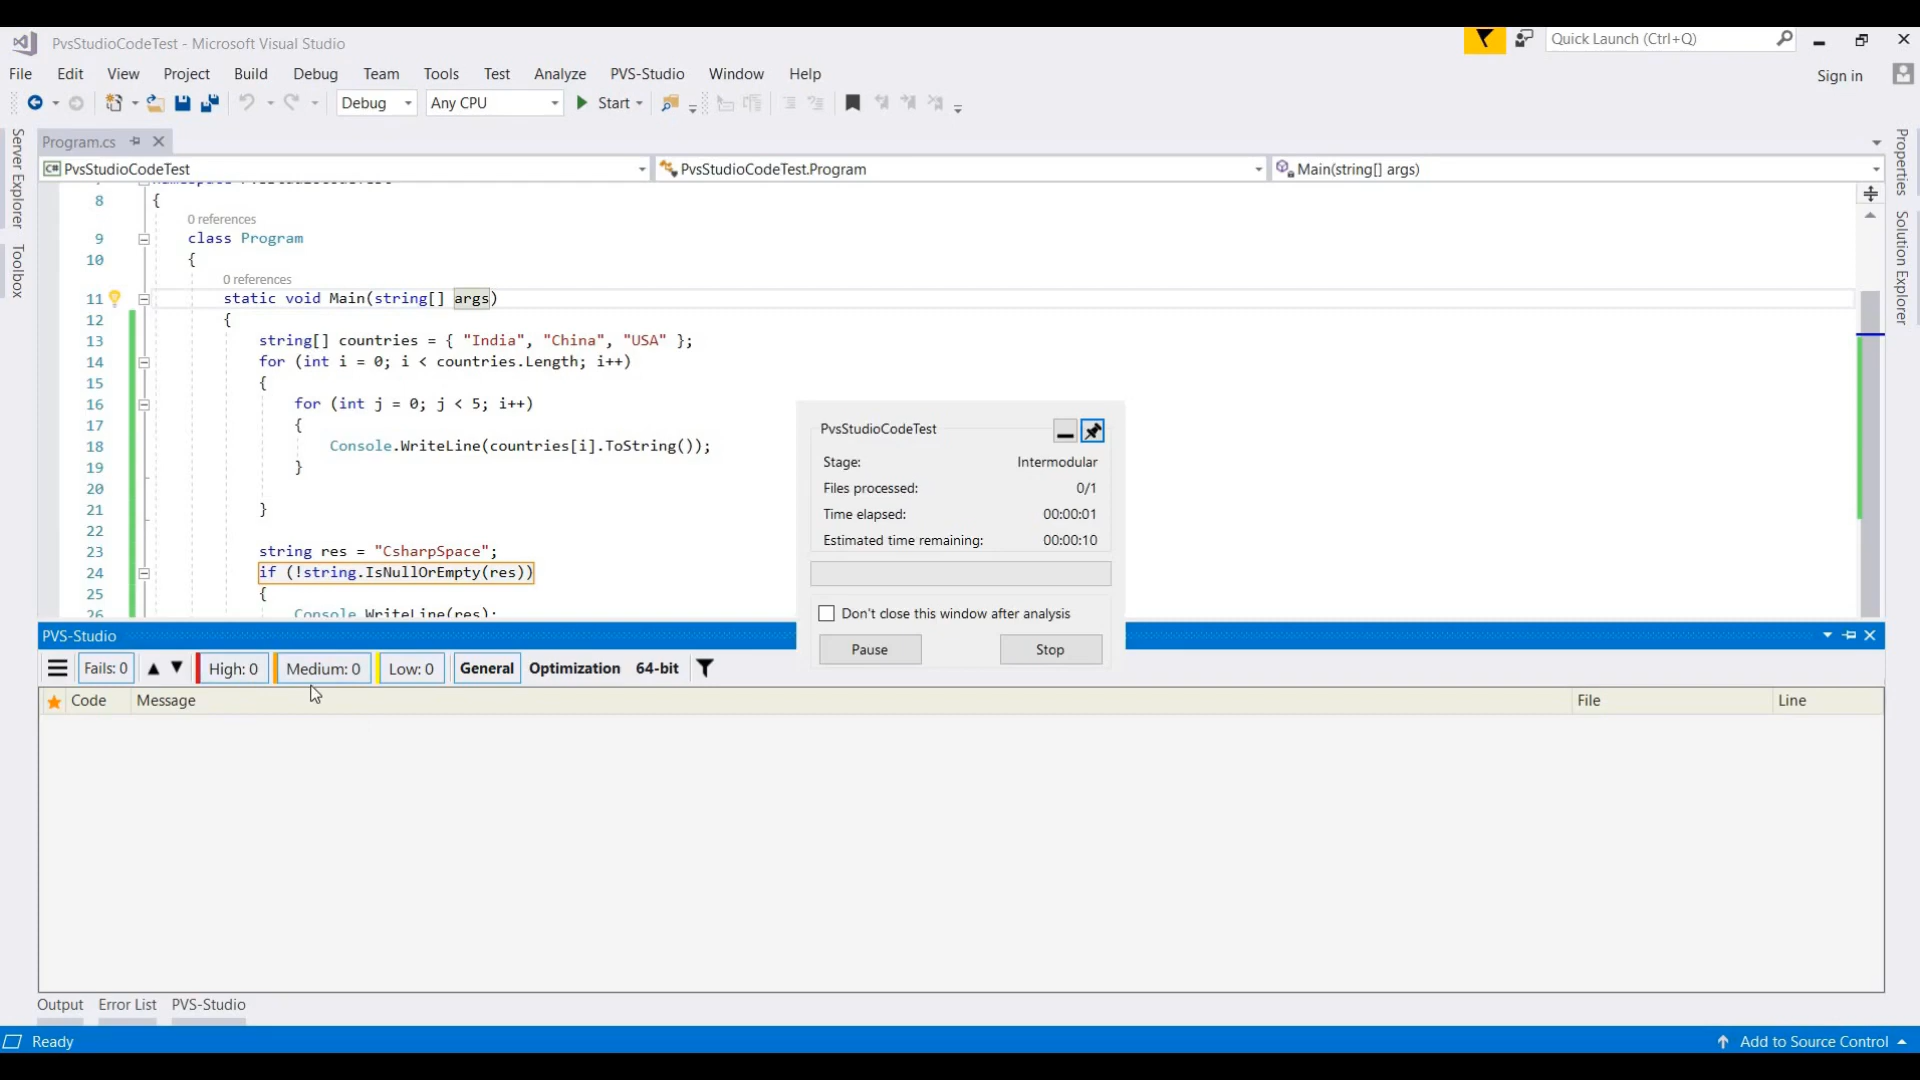 PvsStudioCodeTest - Microsoft Visual Studio
Quick Launch (Ctrl+Q)
File Edit View Project Build Debug Team Tools Test Analyze PVS-Studio Window Help
Sign in
Debug Any CPU Start
Server Explorer
Toolbox
Properties
Solution Explorer
Program.cs
C# PvsStudioCodeTest
PvsStudioCodeTest.Program
Main(string[] args)
8 {
0 references
9 class Program
10 {
0 references
11 static void Main(string[] args)
12 {
13 string[] countries = { "India", "China", "USA" };
14 for (int i = 0; i < countries.Length; i++)
15 {
16 for (int j = 0; j < 5; i++)
17 {
18 Console.WriteLine(countries[i].ToString());
19 }
20
21 }
22
23 string res = "CsharpSpace";
24 if (!string.IsNullOrEmpty(res))
25 {
26 Console.WriteLine(res);
PvsStudioCodeTest
Stage: Intermodular
Files processed: 0/1
Time elapsed: 00:00:01
Estimated time remaining: 00:00:10
Don't close this window after analysis
Pause Stop
PVS-Studio
Fails: 0 High: 0 Medium: 0 Low: 0 General Optimization 64-bit
Code Message File Line
Output Error List PVS-Studio
Ready
Add to Source Control